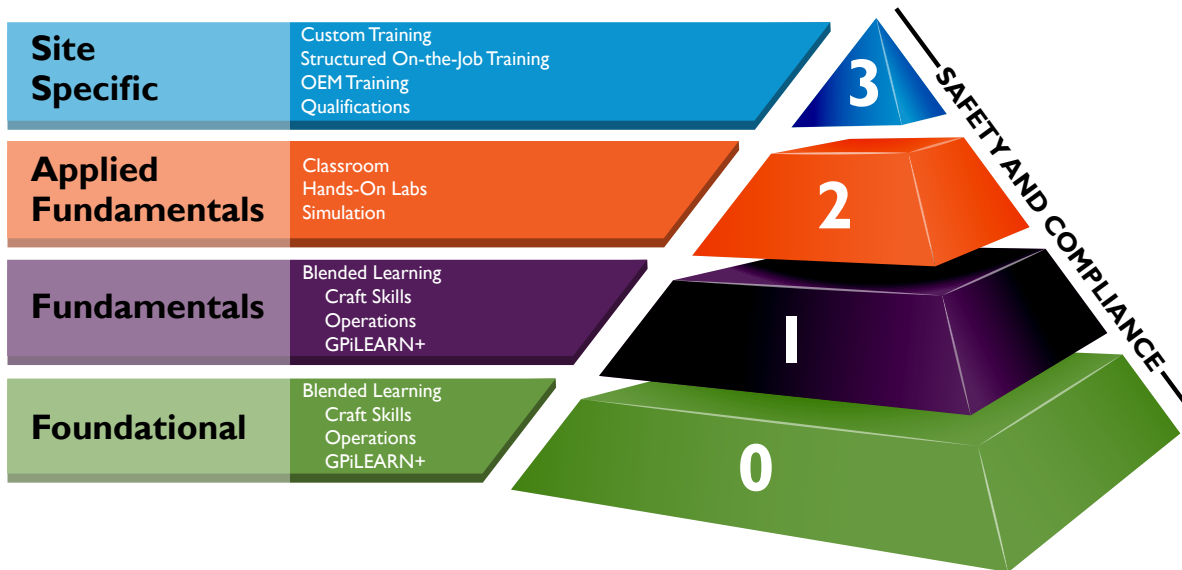 Site
Specific
Custom Training
Structured On-the-Job Training
OEM Training
Qualifications
3
Applied
Fundamentals
Classroom
Hands-On Labs
Simulation
2
Fundamentals
Blended Learning
Craft Skills
Operations
GPiLEARN+
1
Foundational
Blended Learning
Craft Skills
Operations
GPiLEARN+
0
SAFETY AND COMPLIANCE